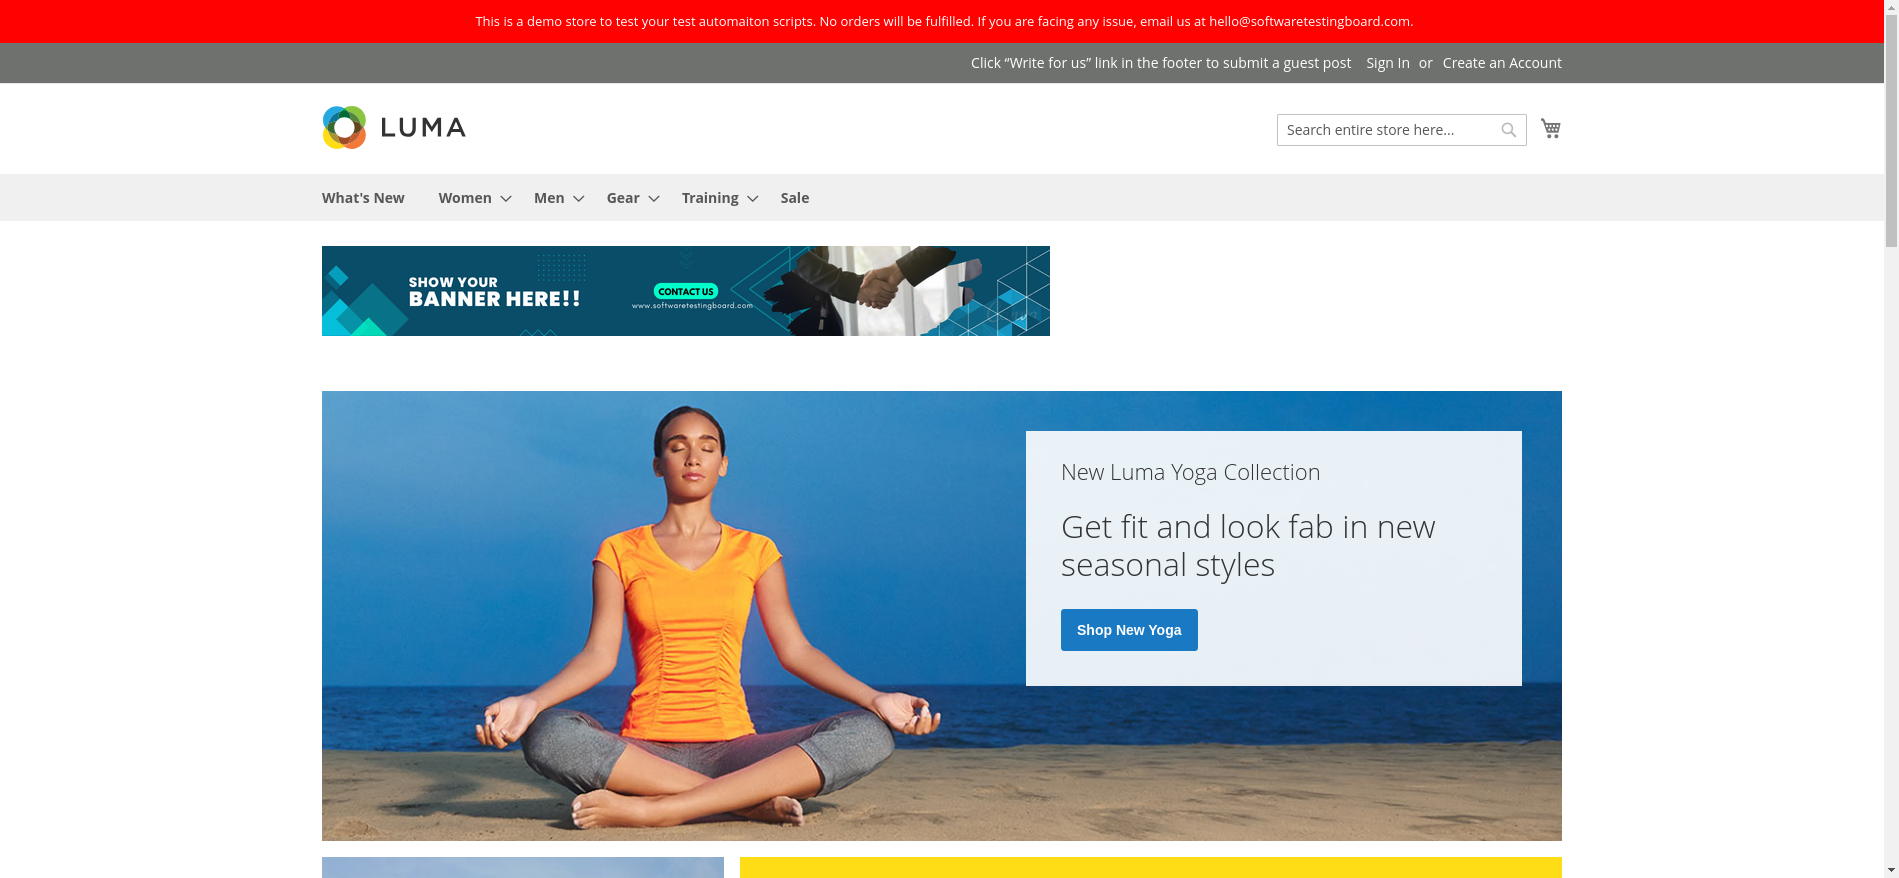 This is a demo store to test your test automaiton scripts. No orders will be fulfilled. If you are facing any issue, email us at hello@softwaretestingboard.com.
Click “Write for us” link in the footer to submit a guest post Sign In or Create an Account
LUMA
Search entire store here...
What's New Women Men Gear Training Sale
SHOW YOUR
BANNER HERE!!
CONTACT US
www.softwaretestingboard.com
New Luma Yoga Collection
Get fit and look fab in new
seasonal styles
Shop New Yoga